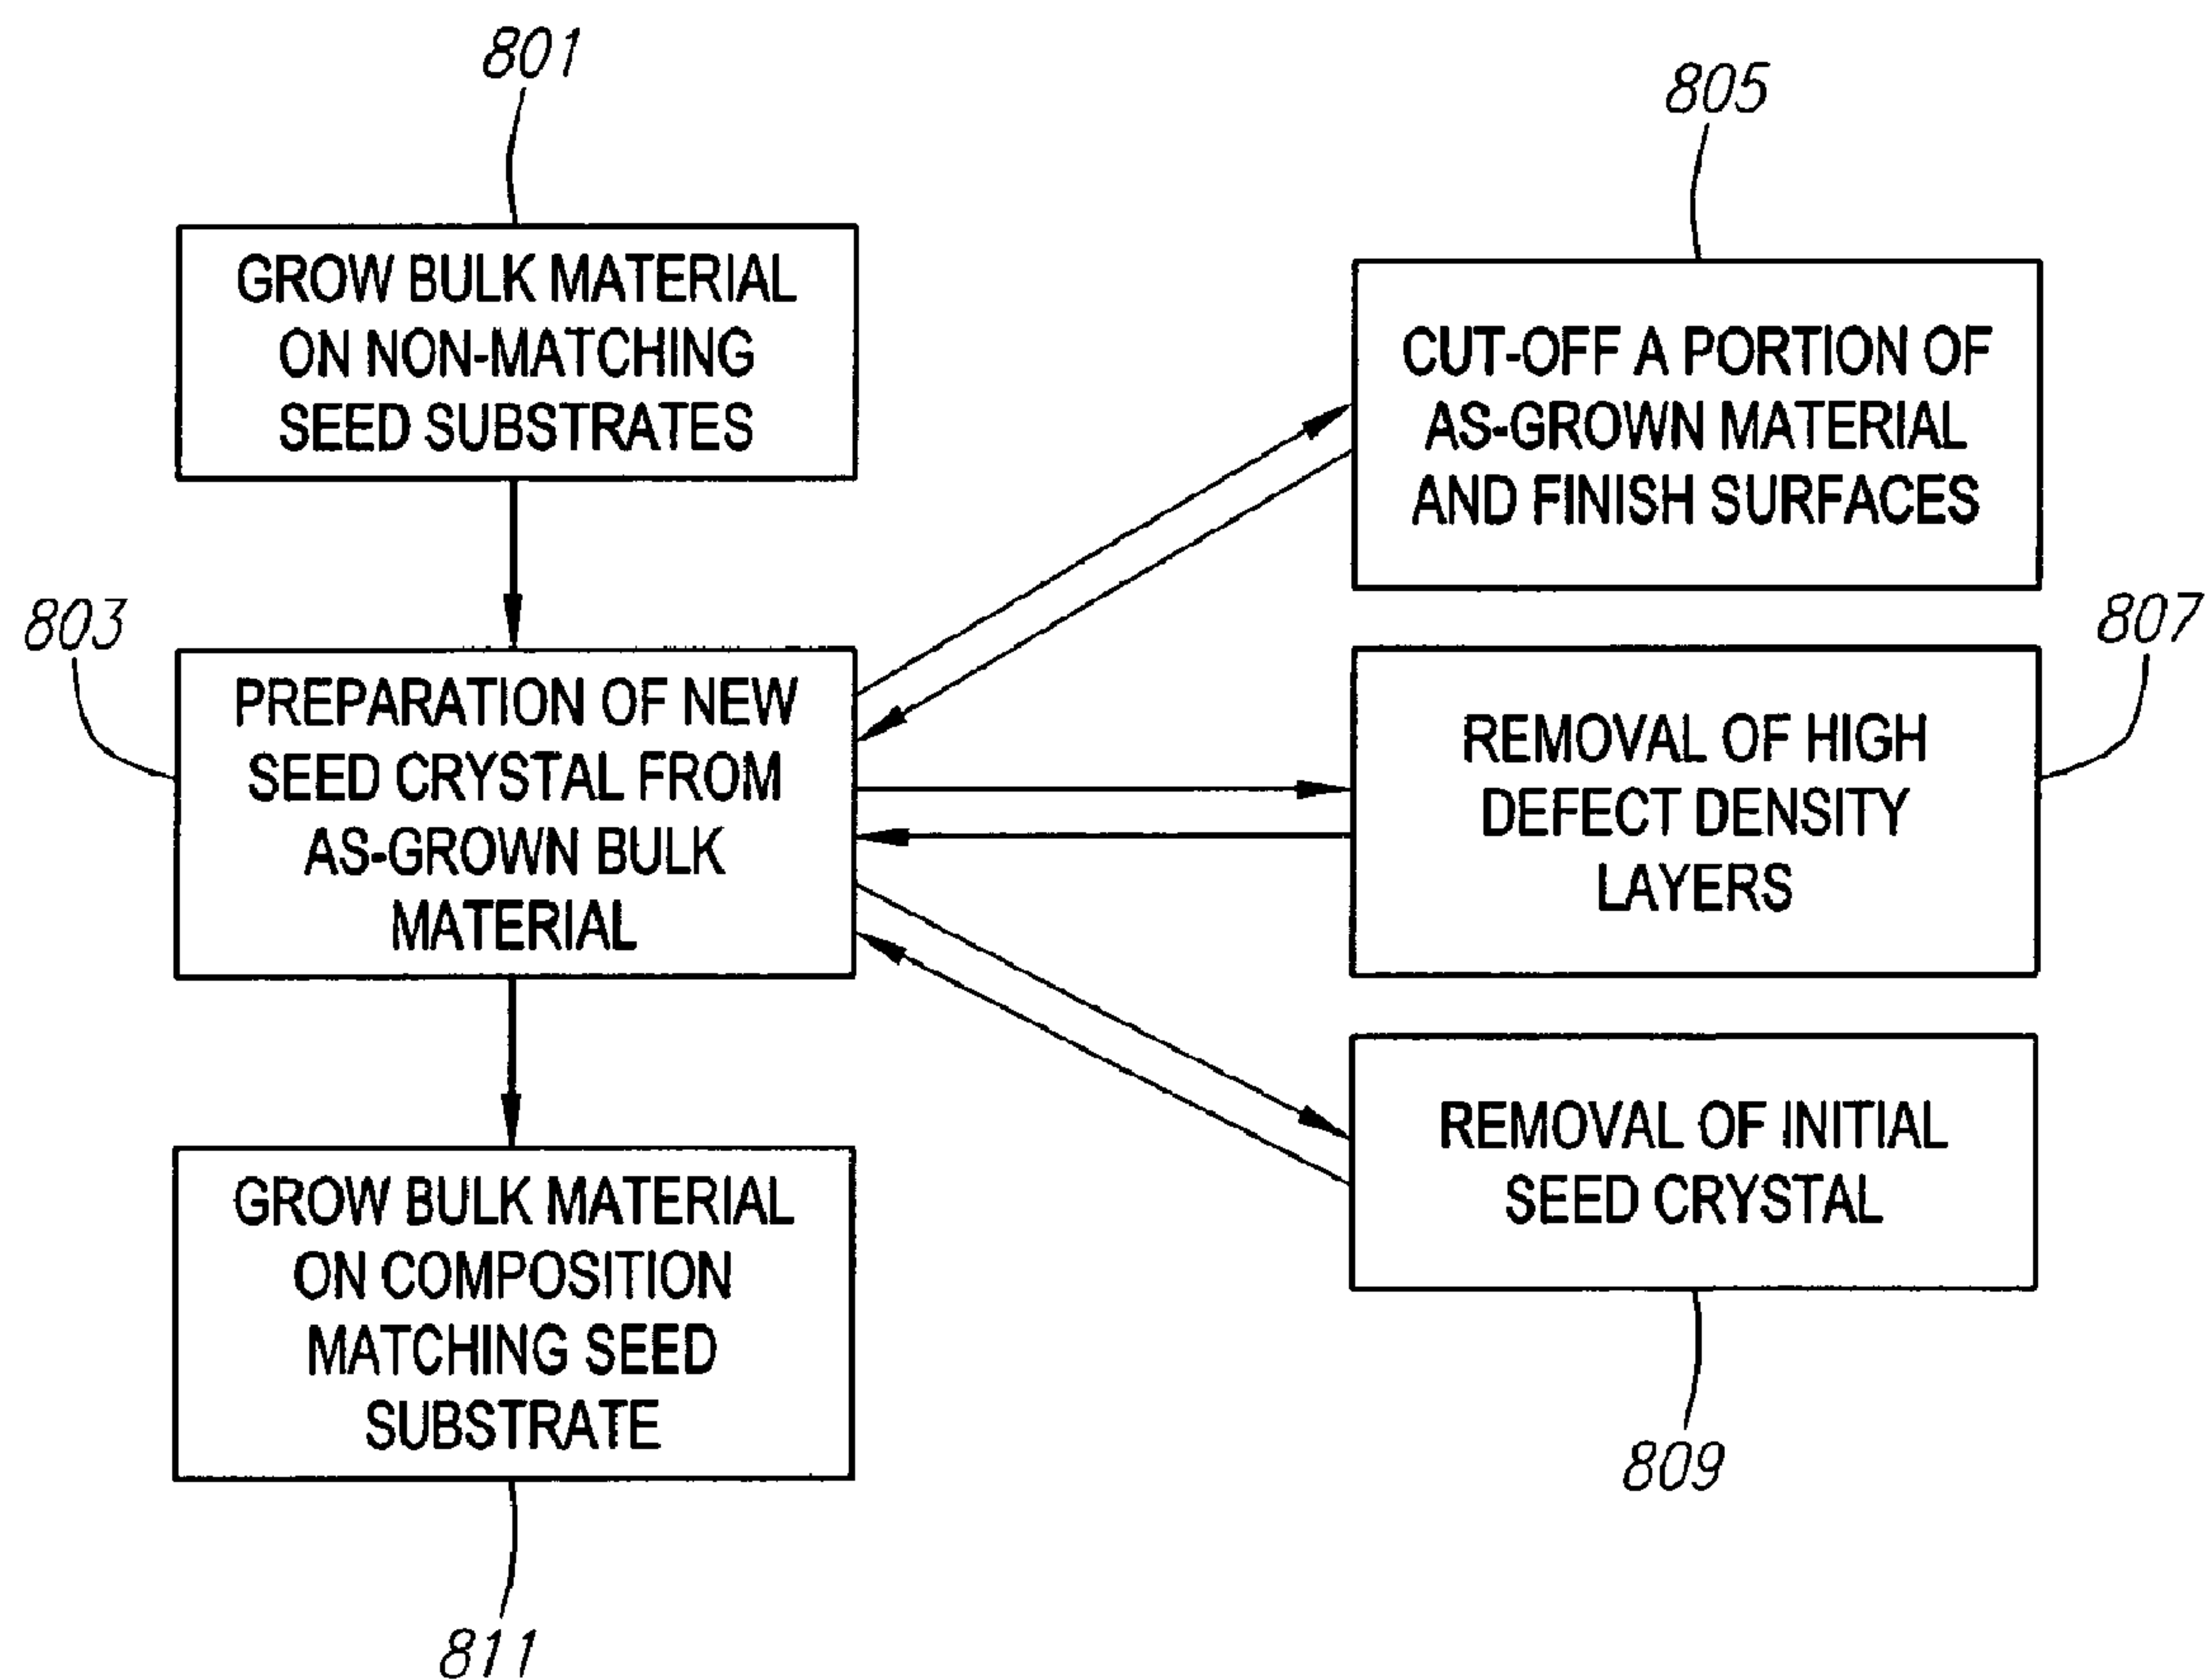 801
GROW BULK MATERIAL
ON NON-MATCHING
SEED SUBSTRATES
805
CUT-OFF A PORTION OF
AS-GROWN MATERIAL
AND FINISH SURFACES
803
PREPARATION OF NEW
SEED CRYSTAL FROM
AS-GROWN BULK
MATERIAL
807
REMOVAL OF HIGH
DEFECT DENSITY
LAYERS
GROW BULK MATERIAL
ON COMPOSITION
MATCHING SEED
SUBSTRATE
811
REMOVAL OF INITIAL
SEED CRYSTAL
809